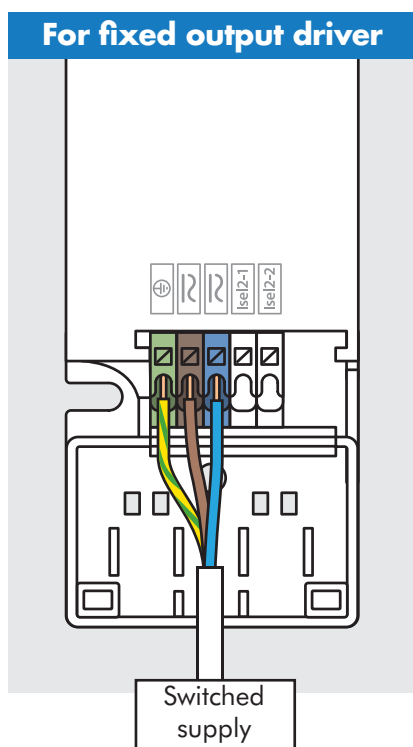 For fixed output driver
Isel2-1
Isel2-2
Switched
supply